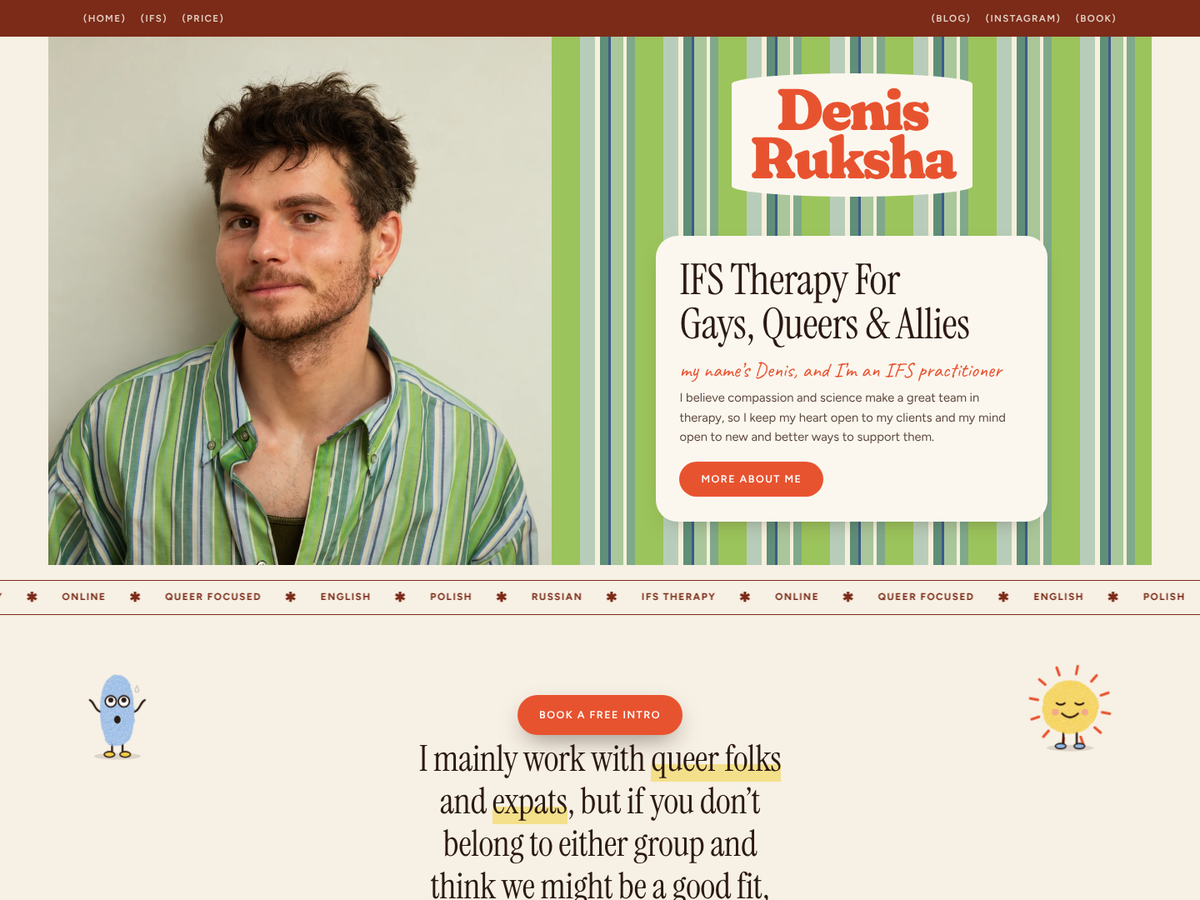 (HOME) (IFS) (PRICE) (BLOG) (INSTAGRAM) (BOOK)
Denis
Ruksha
IFS Therapy For
Gays, Queers & Allies
my name's Denis, and I'm an IFS practitioner
I believe compassion and science make a great team in
therapy, so I keep my heart open to my clients and my mind
open to new and better ways to support them.
MORE ABOUT ME
✱ ONLINE ✱ QUEER FOCUSED ✱ ENGLISH ✱ POLISH ✱ RUSSIAN ✱ IFS THERAPY ✱ ONLINE ✱ QUEER FOCUSED ✱ ENGLISH ✱ POLISH
BOOK A FREE INTRO
I mainly work with queer folks
and expats, but if you don’t
belong to either group and
think we might be a good fit,